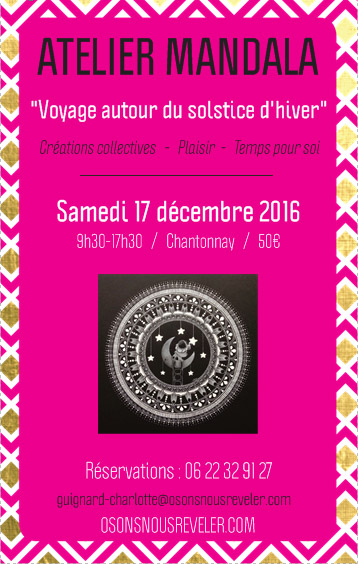 ATELIER MANDALA
"Voyage autour du solstice d'hiver"
Créations collectives - Plaisir - Temps pour soi
Samedi 17 décembre 2016
9h30-17h30 / Chantonnay / 50€
Réservations : 06 22 32 91 27
guignard-charlotte@osonsnousreveler.com
OSONSNOUSREVELER.COM